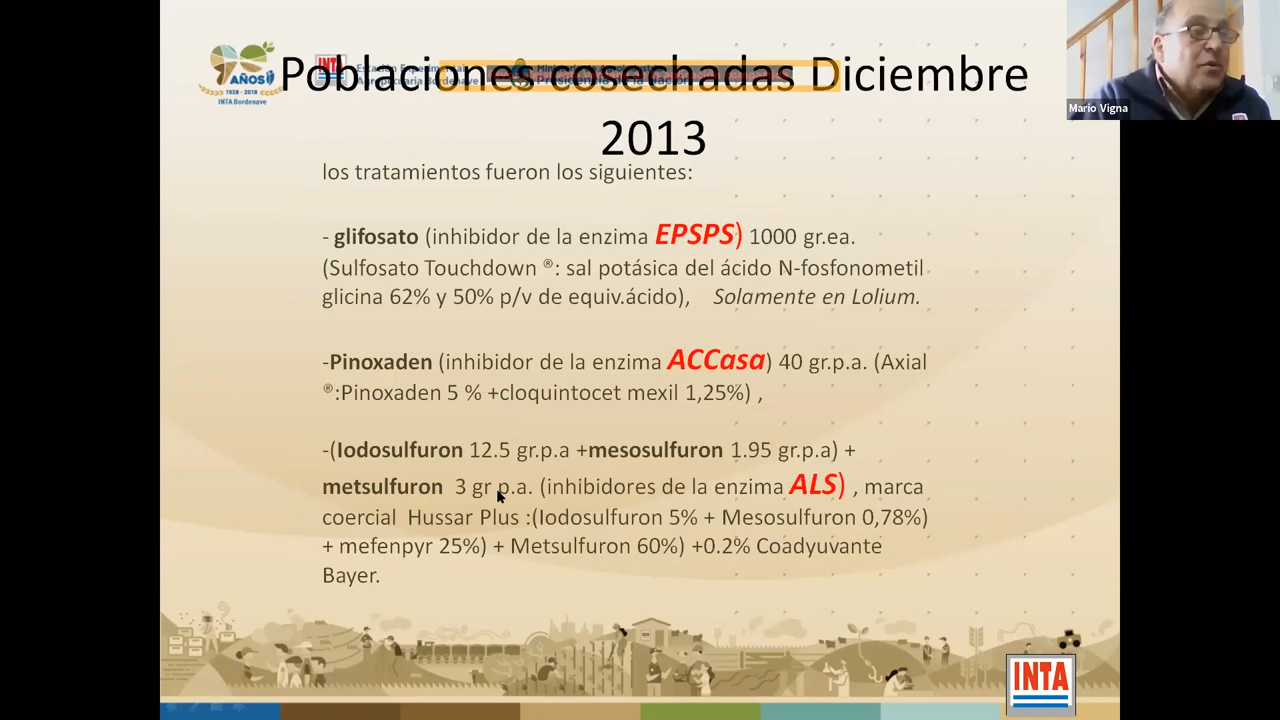 Poblaciones cosechadas Diciembre
2013
Mario Vigna
AÑOS
1928 - 2018
INTA Bordenave
INTA
los tratamientos fueron los siguientes:
- glifosato (inhibidor de la enzima EPSPS) 1000 gr.ea.
(Sulfosato Touchdown ®: sal potásica del ácido N-fosfonometil
glicina 62% y 50% p/v de equiv.ácido), Solamente en Lolium.
-Pinoxaden (inhibidor de la enzima ACCasa) 40 gr.p.a. (Axial
®:Pinoxaden 5 % +cloquintocet mexil 1,25%) ,
-(Iodosulfuron 12.5 gr.p.a +mesosulfuron 1.95 gr.p.a) +
metsulfuron 3 gr p.a. (inhibidores de la enzima ALS) , marca
coercial Hussar Plus :(Iodosulfuron 5% + Mesosulfuron 0,78%)
+ mefenpyr 25%) + Metsulfuron 60%) +0.2% Coadyuvante
Bayer.
INTA